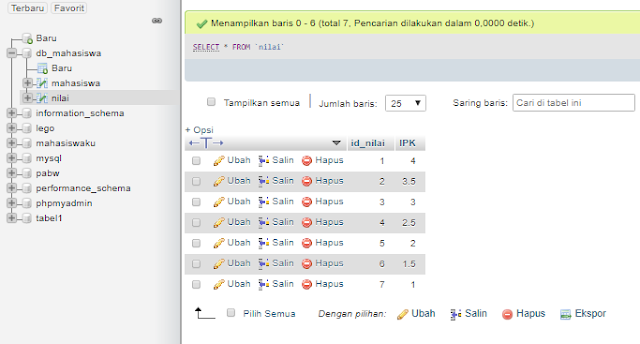 Terbaru Favorit
Baru
db_mahasiswa
Baru
mahasiswa
nilai
information_schema
lego
mahasiswaku
mysql
pabw
performance_schema
phpmyadmin
tabel1
Menampilkan baris 0 - 6 (total 7, Pencarian dilakukan dalam 0,0000 detik.)
SELECT * FROM `nilai`
Tampilkan semua | Jumlah baris: 25 Saring baris: Cari di tabel ini
+ Opsi
←T→ id_nilai IPK
Ubah Salin Hapus 1 4
Ubah Salin Hapus 2 3.5
Ubah Salin Hapus 3 3
Ubah Salin Hapus 4 2.5
Ubah Salin Hapus 5 2
Ubah Salin Hapus 6 1.5
Ubah Salin Hapus 7 1
Pilih Semua Dengan pilihan: Ubah Salin Hapus Ekspor